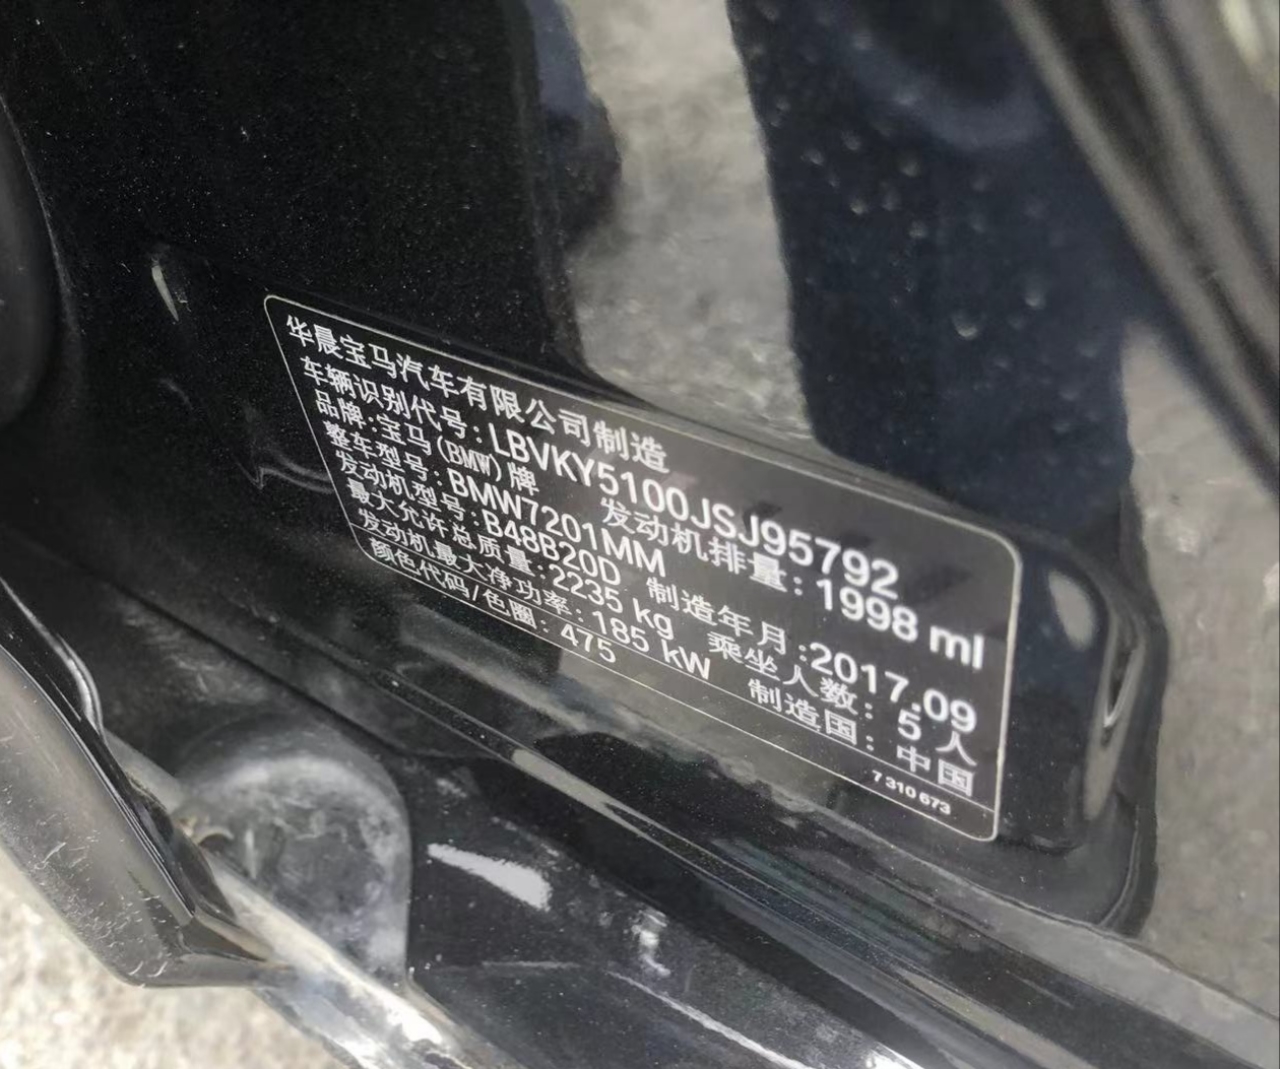 华晨宝马汽车有限公司制造
车辆识别代号：LBVKY5100JSJ95792
品牌：宝马(BMW)牌 发动机排量：1998 ml
整车型号：BMW7201MM
发动机型号：B48B20D 制造年月：2017.09
最大允许总质量：2235 kg 乘坐人数：5 人
发动机最大净功率：185 kW 制造国：中国
颜色代码/色圈：475
7 310 673